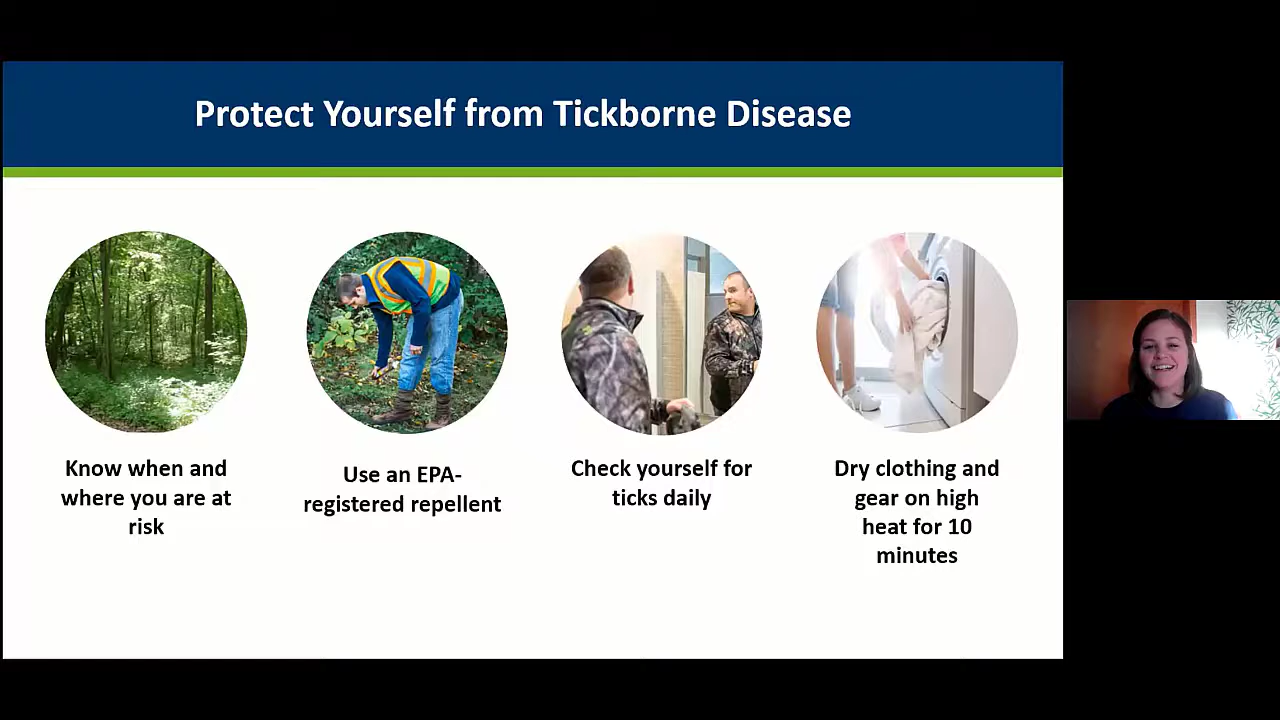 Protect Yourself from Tickborne Disease
Know when and
where you are at
risk
Use an EPA-
registered repellent
Check yourself for
ticks daily
Dry clothing and
gear on high
heat for 10
minutes